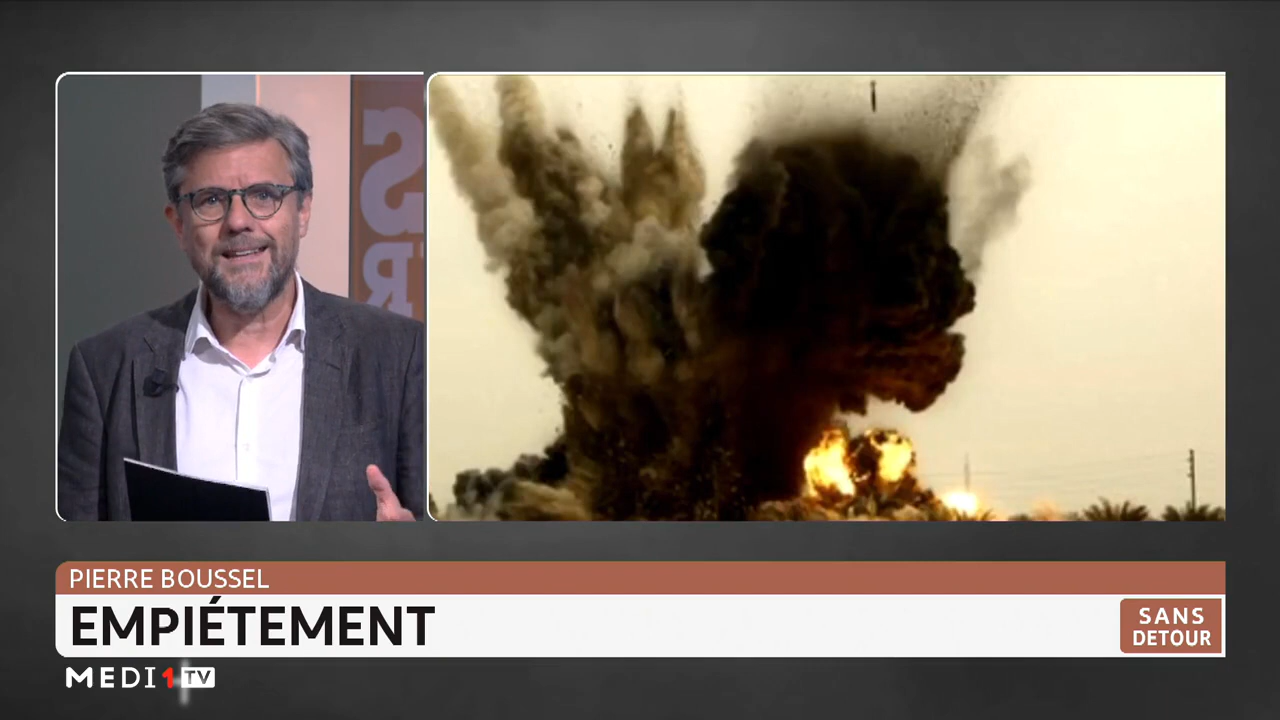 PIERRE BOUSSEL
EMPIÉTEMENT
SANS
DETOUR
MEDI1TV